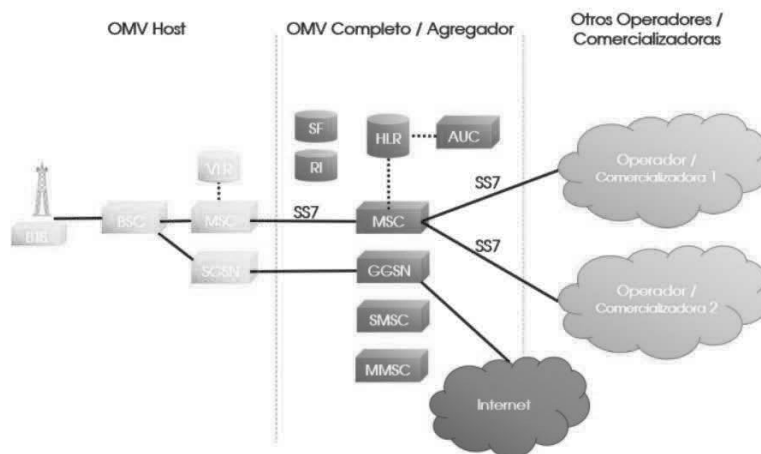 OMV Host
OMV Completo / Agregador
Otros Operadores /
Comercializadoras
SF
RI
HLR
AUC
VLR
BTS
BSC
MSC
SS7
MSC
SS7
SS7
Operador /
Comercializadora 1
SGSN
GGSN
SMSC
MMSC
Operador /
Comercializadora 2
Internet